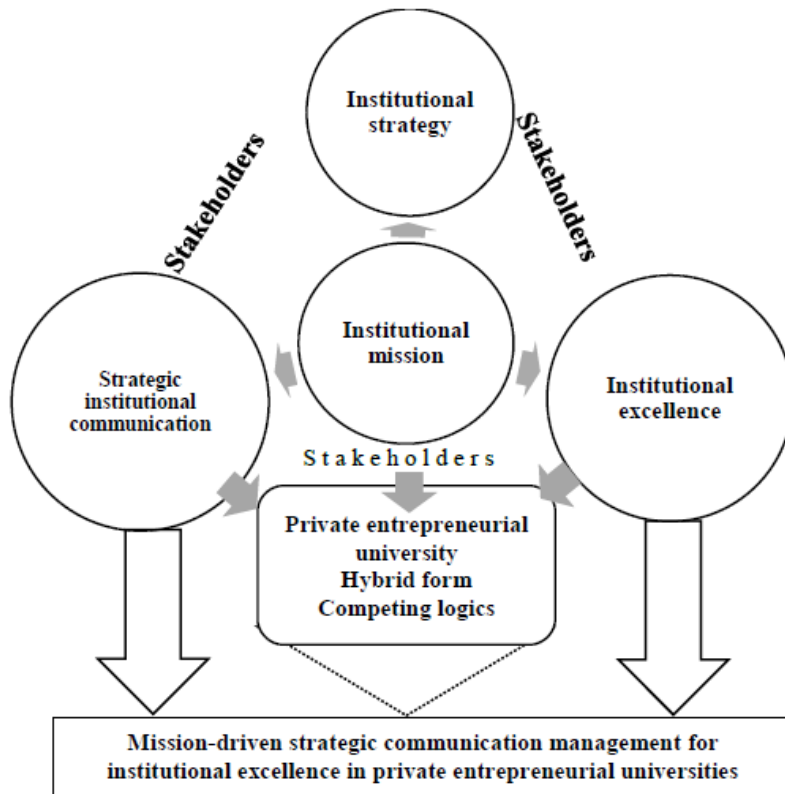 Institutional
strategy
Stakeholders
Stakeholders
Institutional
mission
Strategic
institutional
communication
Institutional
excellence
Stakeholders
Private entrepreneurial
university
Hybrid form
Competing logics
Mission-driven strategic communication management for
institutional excellence in private entrepreneurial universities